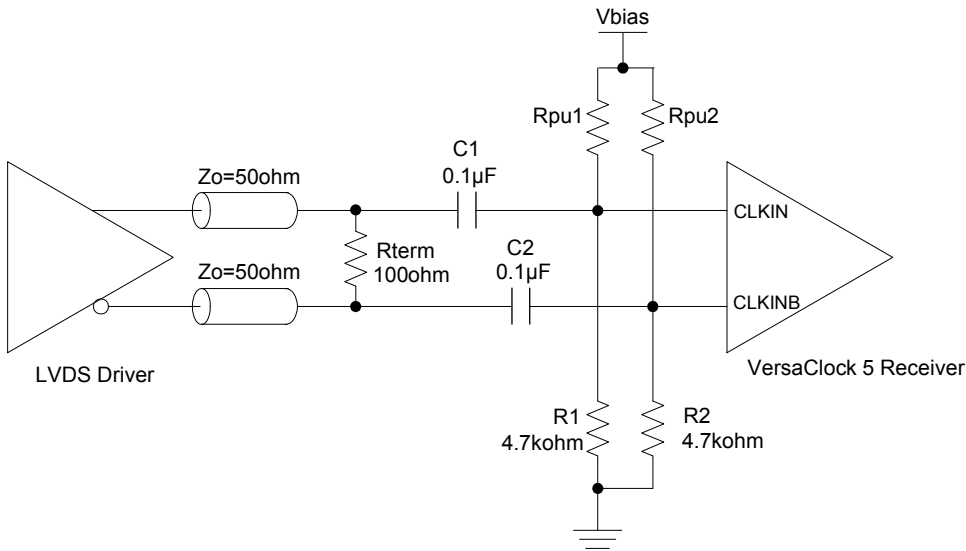 Vbias
Rpu1
Rpu2
C1
0.1µF
Zo=50ohm
CLKIN
Rterm
100ohm
C2
0.1µF
Zo=50ohm
CLKINB
LVDS Driver
VersaClock 5 Receiver
R1
4.7kohm
R2
4.7kohm